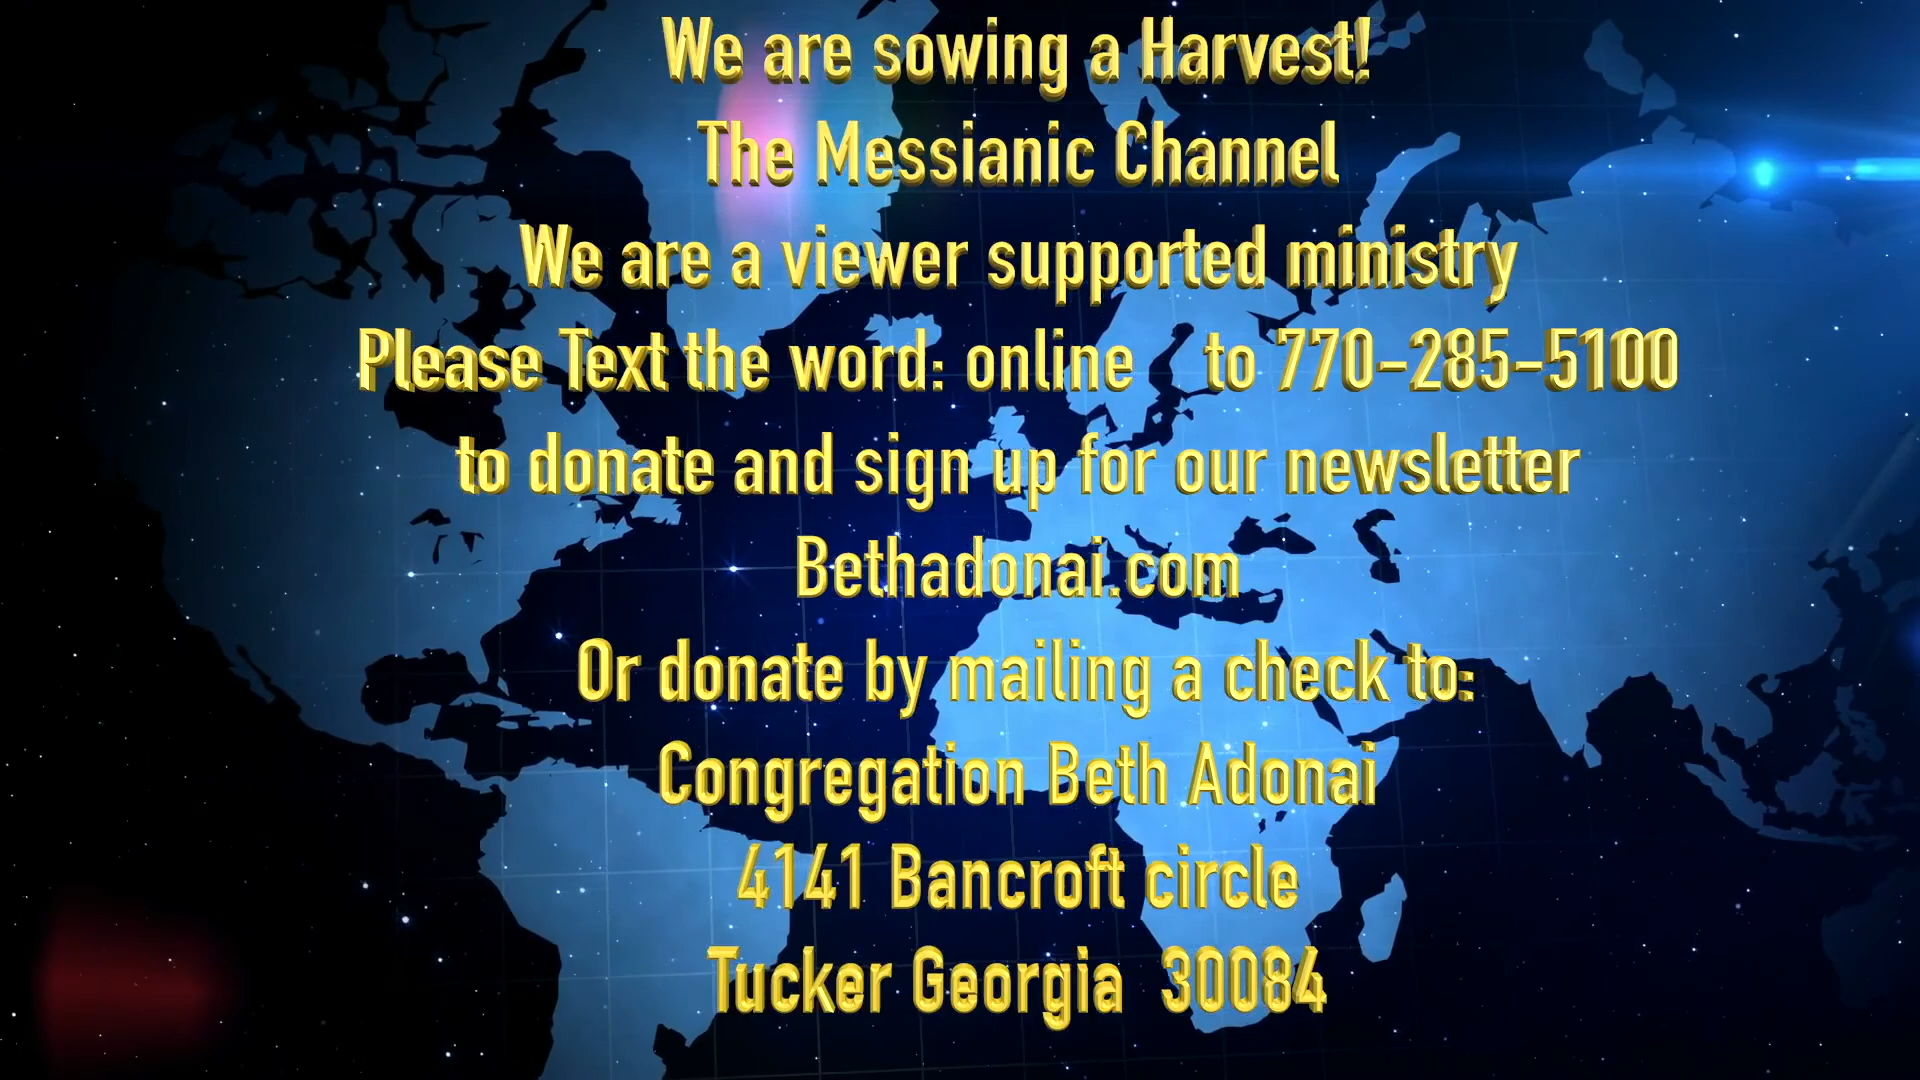 We are sowing a Harvest!
The Messianic Channel
We are a viewer supported ministry
Please Text the word: online to 770-285-5100
to donate and sign up for our newsletter
Bethadonai.com
Or donate by mailing a check to:
Congregation Beth Adonai
4141 Bancroft circle
Tucker Georgia 30084